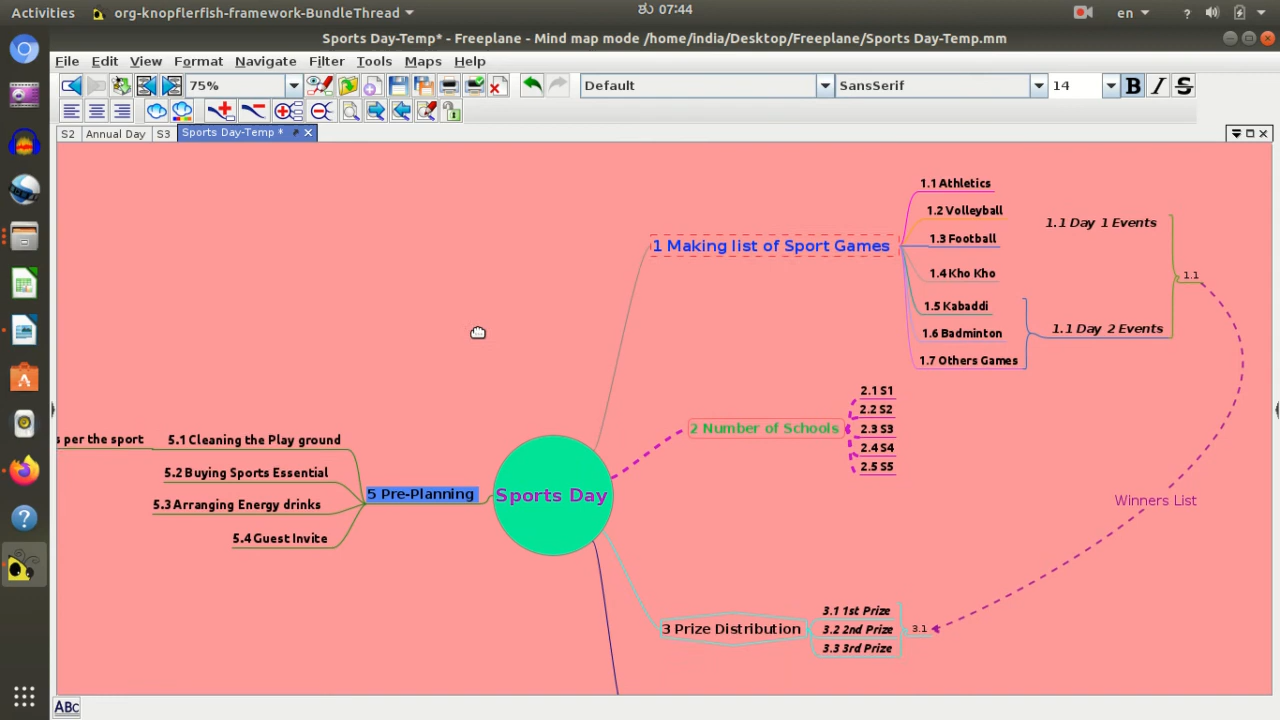 Activities
org-knopflerfish-framework-BundleThread
07:44
en
Sports Day-Temp* - Freeplane - Mind map mode /home/india/Desktop/Freeplane/Sports Day-Temp.mm
File Edit View Format Navigate Filter Tools Maps Help
75%
Default
SansSerif
14
B I S
S2
Annual Day
S3
Sports Day-Temp *
1 Making list of Sport Games
1.1 Athletics
1.2 Volleyball
1.3 Football
1.4 Kho Kho
1.5 Kabaddi
1.6 Badminton
1.7 Others Games
1.1 Day 1 Events
1.1 Day 2 Events
1.1
2 Number of Schools
2.1 S1
2.2 S2
2.3 S3
2.4 S4
2.5 S5
Winners List
s per the sport
5.1 Cleaning the Play ground
5.2 Buying Sports Essential
5.3 Arranging Energy drinks
5.4 Guest Invite
5 Pre-Planning
Sports Day
3 Prize Distribution
3.1 1st Prize
3.2 2nd Prize
3.3 3rd Prize
3.1
ABC